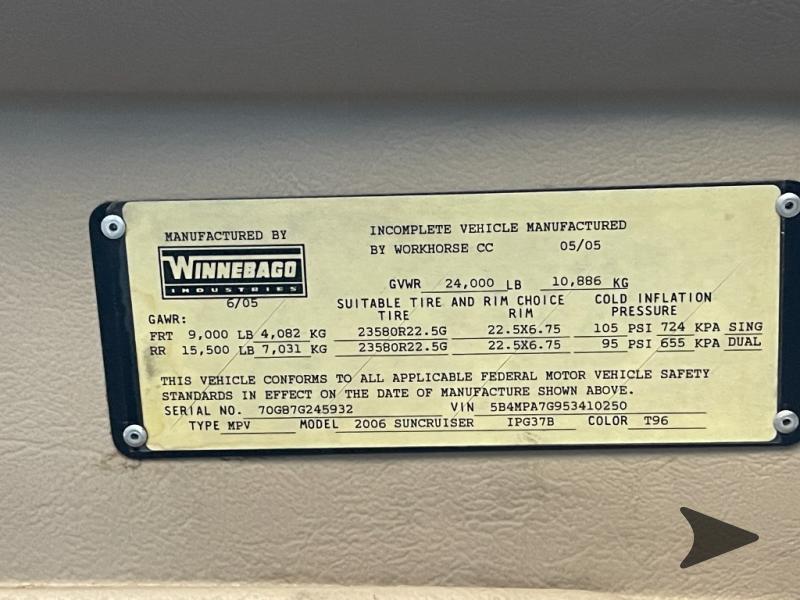 MANUFACTURED BY
WINNEBAGO
INDUSTRIES
6/05
INCOMPLETE VEHICLE MANUFACTURED
BY WORKHORSE CC 05/05
GVWR 24,000 LB 10,886 KG
SUITABLE TIRE AND RIM CHOICE COLD INFLATION
GAWR: TIRE RIM PRESSURE
FRT 9,000 LB 4,082 KG 23580R22.5G 22.5X6.75 105 PSI 724 KPA SING
RR 15,500 LB 7,031 KG 23580R22.5G 22.5X6.75 95 PSI 655 KPA DUAL
THIS VEHICLE CONFORMS TO ALL APPLICABLE FEDERAL MOTOR VEHICLE SAFETY
STANDARDS IN EFFECT ON THE DATE OF MANUFACTURE SHOWN ABOVE.
SERIAL NO. 70GB7G245932 VIN 5B4MPA7G953410250
TYPE MPV MODEL 2006 SUNCRUISER IPG37B COLOR T96